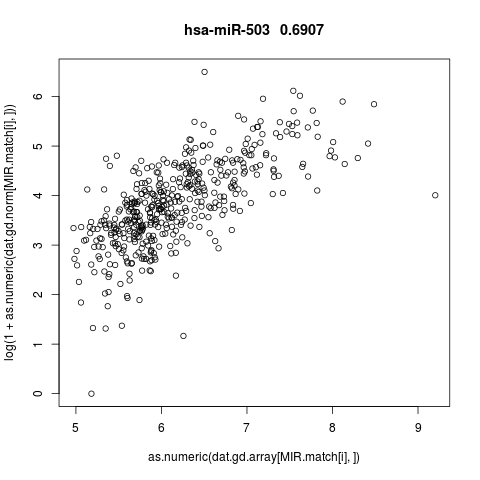 hsa-miR-503 0.6907
log(1 + as.numeric(dat.gd.norm[MIR.match[i], ]))
6
5
4
3
2
1
0
5 6 7 8 9
as.numeric(dat.gd.array[MIR.match[i], ])